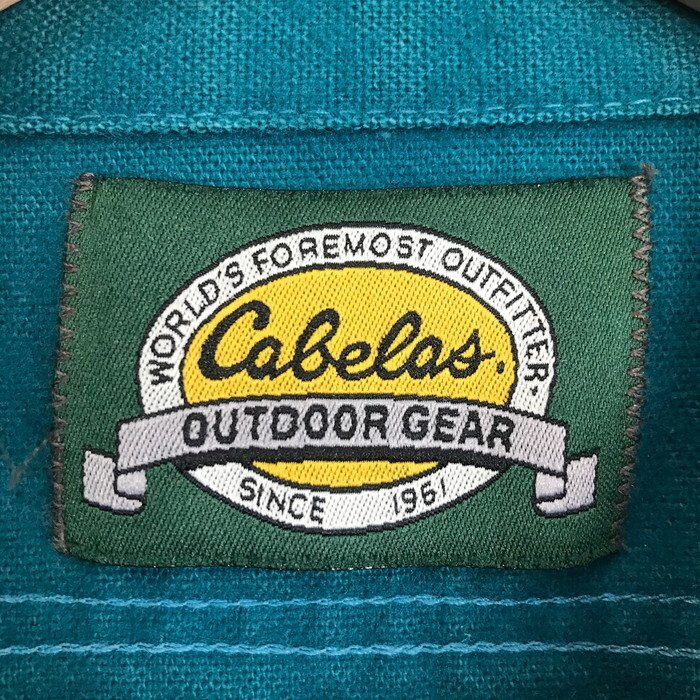 WORLD'S FOREMOST OUTFITTER.
Cabelas.
OUTDOOR GEAR
SINCE 1961